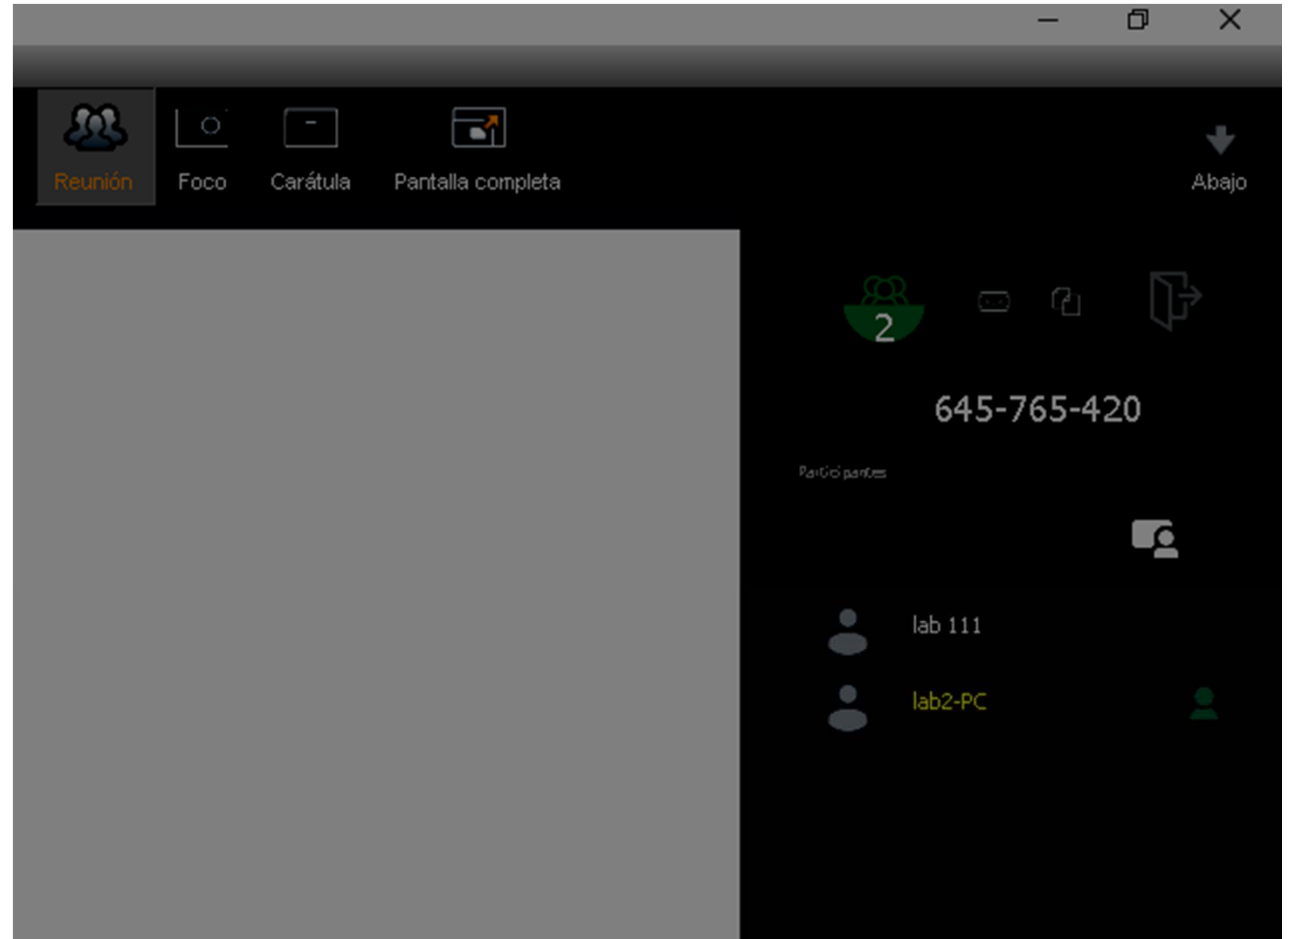 Reunión Foco Carátula Pantalla completa Abajo
2
645-765-420
Participantes
lab 111
lab2-PC